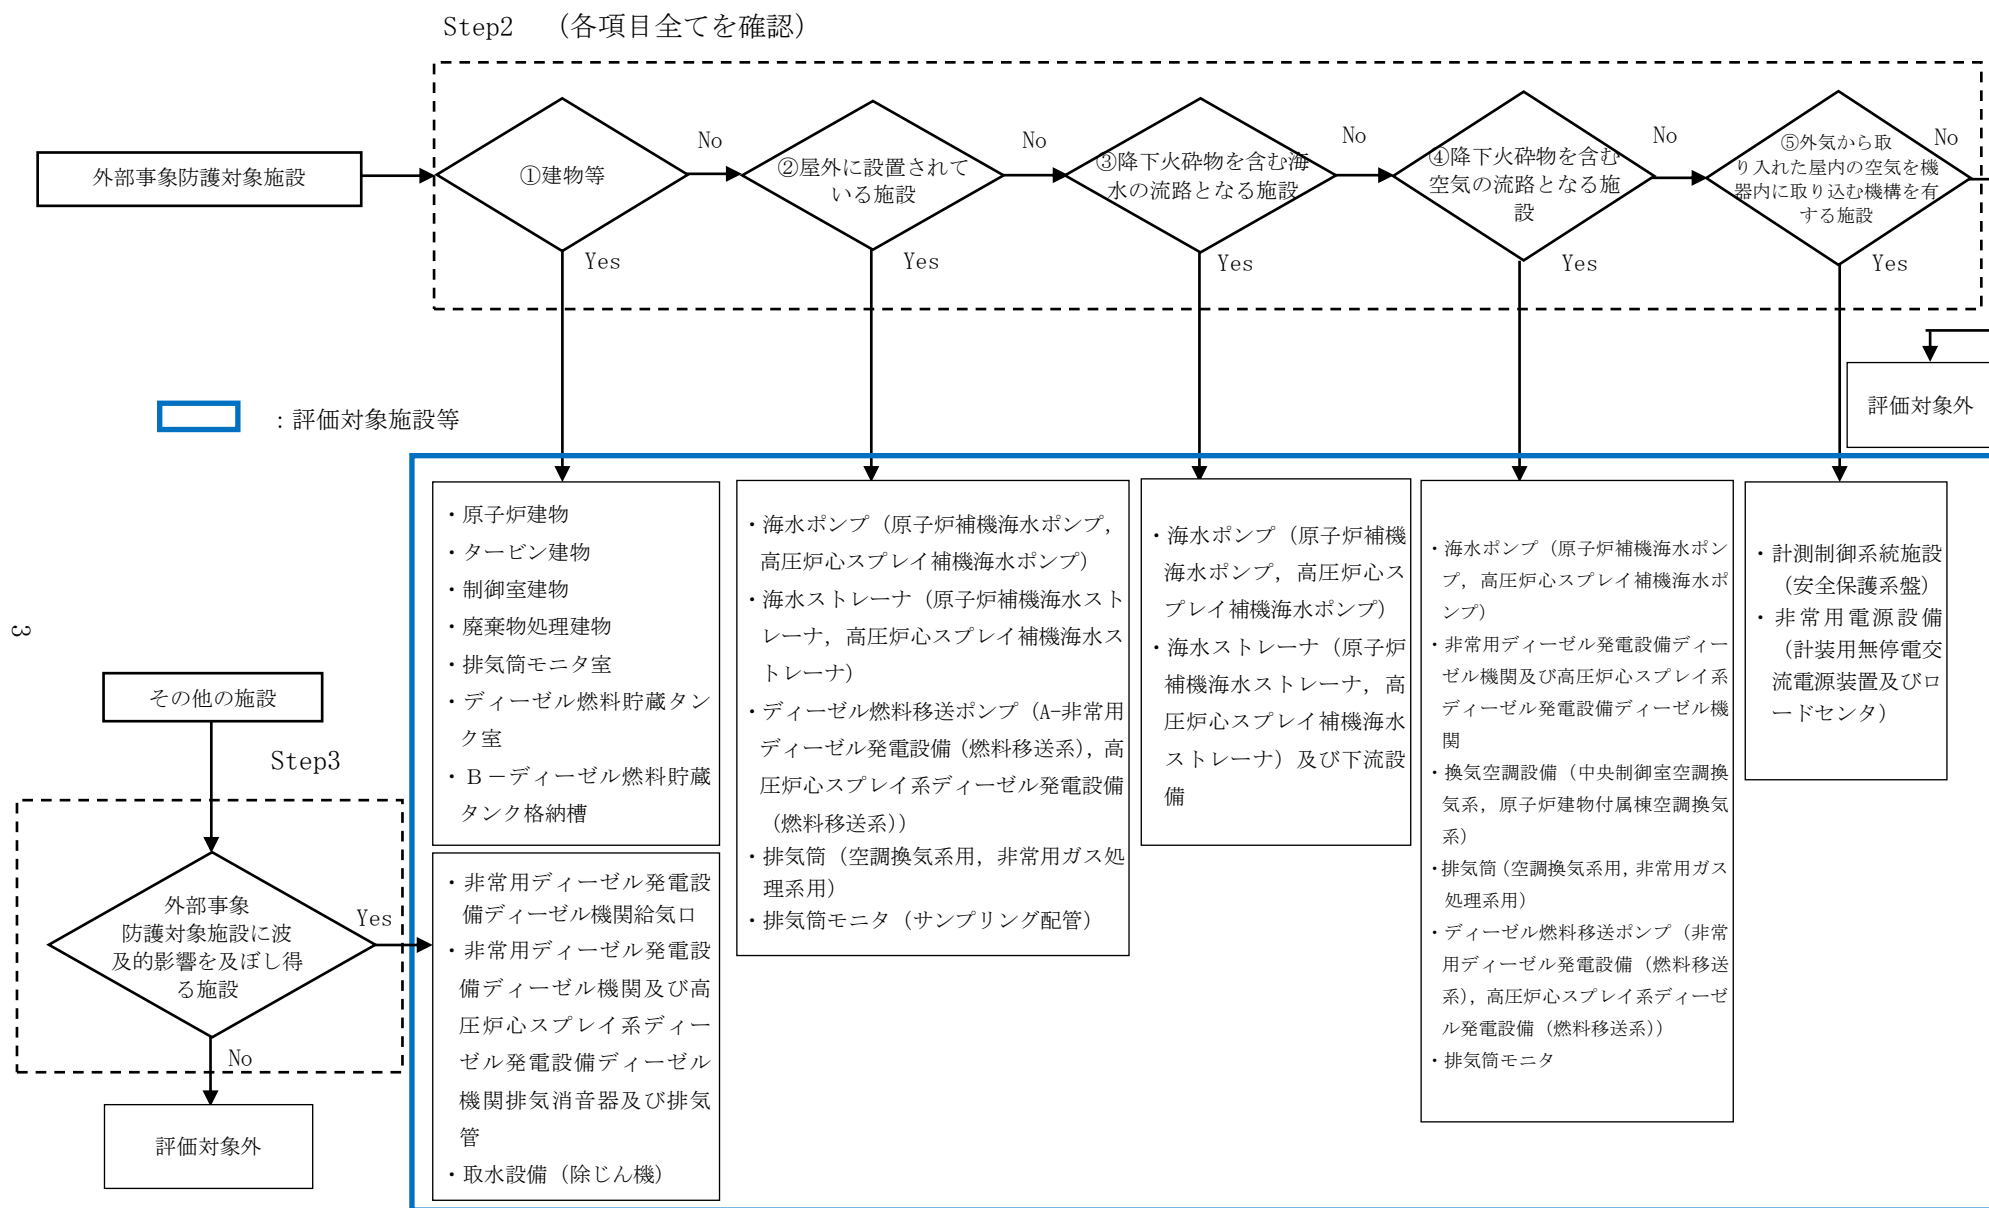 Step2 (各項目全てを確認)
外部事象防護対象施設
①建物等
No
Yes
②屋外に設置されて
いる施設
No
Yes
③降下火砕物を含む海
水の流路となる施設
No
Yes
④降下火砕物を含む
空気の流路となる施
設
No
Yes
⑤外気から取
り入れた屋内の空気を機
器内に取り込む機構を有
する施設
No
Yes
評価対象外
:評価対象施設等
・原子炉建物
・タービン建物
・制御室建物
・廃棄物処理建物
・排気筒モニタ室
・ディーゼル燃料貯蔵タン
ク室
・B－ディーゼル燃料貯蔵
タンク格納槽
・海水ポンプ(原子炉補機海水ポンプ,
高圧炉心スプレイ補機海水ポンプ)
・海水ストレーナ(原子炉補機海水スト
レーナ,高圧炉心スプレイ補機海水ス
トレーナ)
・ディーゼル燃料移送ポンプ(A-非常用
ディーゼル発電設備(燃料移送系),高
圧炉心スプレイ系ディーゼル発電設備
(燃料移送系))
・排気筒(空調換気系用,非常用ガス処
理系用)
・排気筒モニタ(サンプリング配管)
・海水ポンプ(原子炉補機
海水ポンプ,高圧炉心ス
プレイ補機海水ポンプ)
・海水ストレーナ(原子炉
補機海水ストレーナ,高
圧炉心スプレイ補機海水
ストレーナ)及び下流設
備
・海水ポンプ(原子炉補機海水ポン
プ,高圧炉心スプレイ補機海水ポ
ンプ)
・非常用ディーゼル発電設備ディー
ゼル機関及び高圧炉心スプレイ系
ディーゼル発電設備ディーゼル機
関
・換気空調設備(中央制御室空調換
気系,原子炉建物付属棟空調換気
系)
・排気筒(空調換気系用,非常用ガス
処理系用)
・ディーゼル燃料移送ポンプ(非常
用ディーゼル発電設備(燃料移送
系),高圧炉心スプレイ系ディーゼ
ル発電設備(燃料移送系))
・排気筒モニタ
・計測制御系統施設
(安全保護系盤)
・非常用電源設備
(計装用無停電交
流電源装置及びロ
ードセンタ)
3
その他の施設
Step3
外部事象
防護対象施設に波
及的影響を及ぼし得
る施設
Yes
No
評価対象外
・非常用ディーゼル発電設
備ディーゼル機関給気口
・非常用ディーゼル発電設
備ディーゼル機関及び高
圧炉心スプレイ系ディー
ゼル発電設備ディーゼル
機関排気消音器及び排気
管
・取水設備(除じん機)